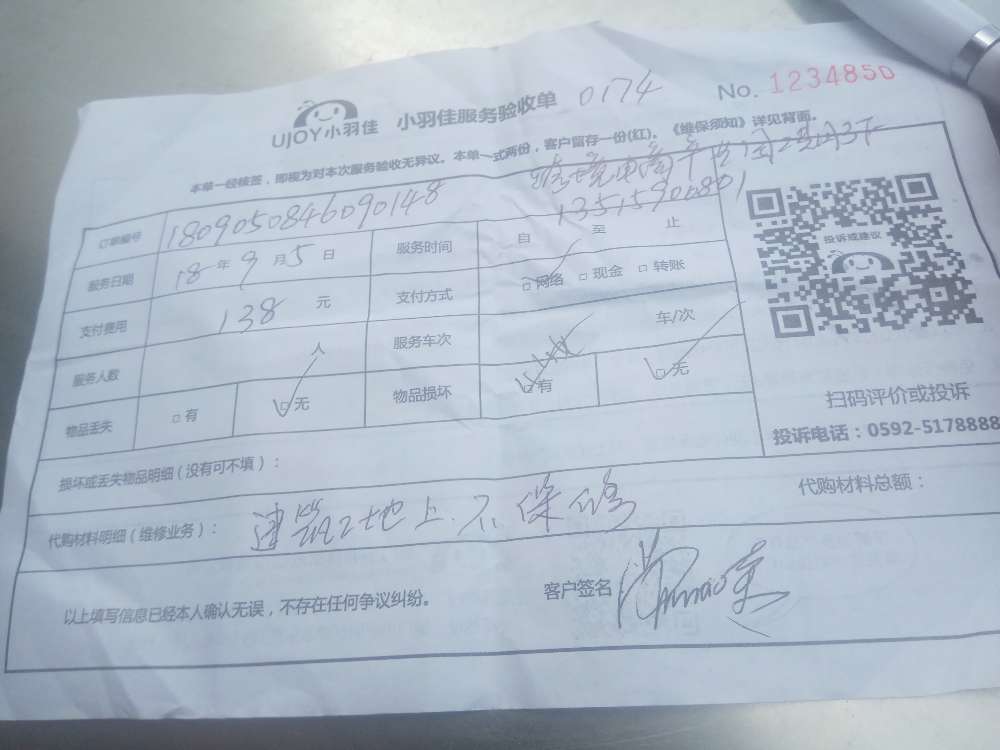 UJOY小羽佳 小羽佳服务验收单 0174 No. 1234850
本单一经核签，即视为对本次服务验收无异议。本单一式两份，客户留存一份(红)。《维保须知》详见背面。
订单编号 1809050846090148 13515900801
服务日期 18年9月5日 服务时间 自 至 止
支付费用 138 元 支付方式 □网络 □现金 □转账
服务人数 人 服务车次 车/次
物品丢失 □有 □无 物品损坏 □有 □无
损坏或丢失物品明细（没有可不填）：
代购材料明细（维修业务）： 建筑工地上.不保修 代购材料总额：
以上填写信息已经本人确认无误，不存在任何争议纠纷。 客户签名
投诉或建议
扫码评价或投诉
投诉电话：0592-5178888